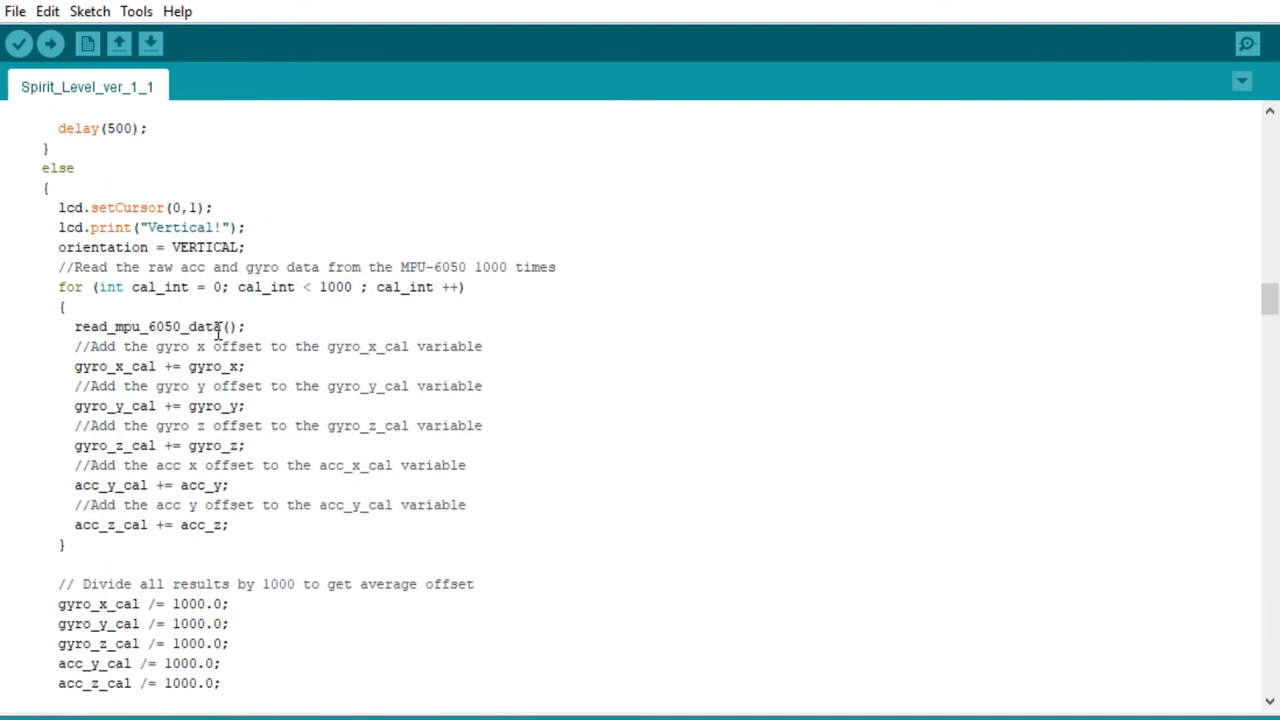 File Edit Sketch Tools Help
Spirit_Level_ver_1_1
delay(500);
}
else
{
lcd.setCursor(0,1);
lcd.print("Vertical!");
orientation = VERTICAL;
//Read the raw acc and gyro data from the MPU-6050 1000 times
for (int cal_int = 0; cal_int < 1000 ; cal_int ++)
{
read_mpu_6050_data();
//Add the gyro x offset to the gyro_x_cal variable
gyro_x_cal += gyro_x;
//Add the gyro y offset to the gyro_y_cal variable
gyro_y_cal += gyro_y;
//Add the gyro z offset to the gyro_z_cal variable
gyro_z_cal += gyro_z;
//Add the acc x offset to the acc_x_cal variable
acc_y_cal += acc_y;
//Add the acc y offset to the acc_y_cal variable
acc_z_cal += acc_z;
}
// Divide all results by 1000 to get average offset
gyro_x_cal /= 1000.0;
gyro_y_cal /= 1000.0;
gyro_z_cal /= 1000.0;
acc_y_cal /= 1000.0;
acc_z_cal /= 1000.0;